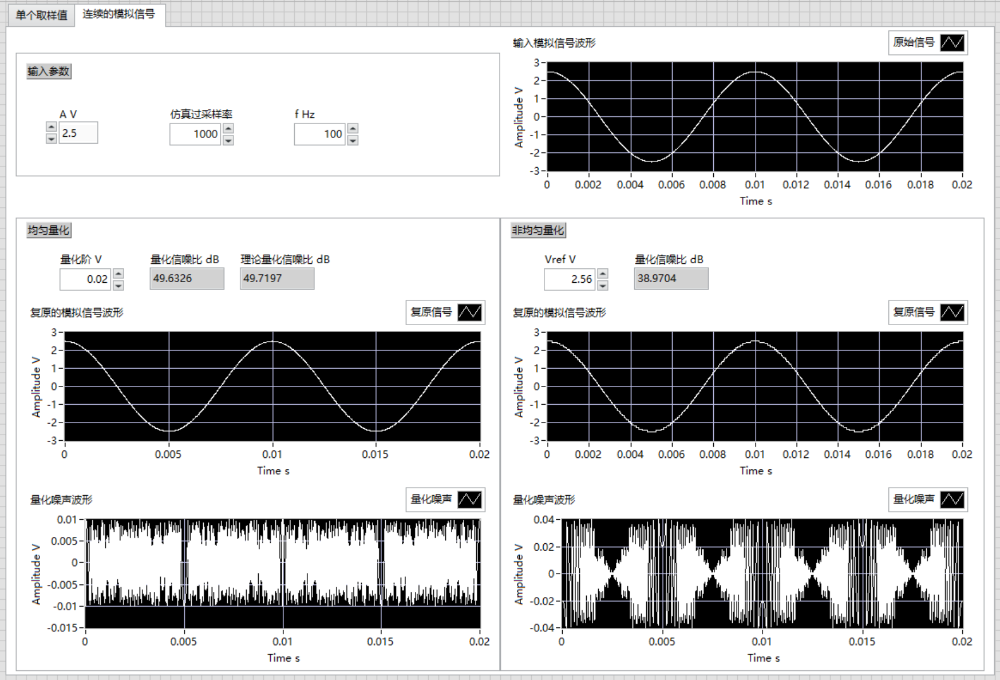 单个取样值
连续的模拟信号
输入参数
A V
2.5
仿真过采样率
1000
f Hz
100
输入模拟信号波形
原始信号
Amplitude V
3
2
1
0
-1
-2
-3
0 0.002 0.004 0.006 0.008 0.01 0.012 0.014 0.016 0.018 0.02
Time s
均匀量化
量化阶 V
0.02
量化信噪比 dB
49.6326
理论量化信噪比 dB
49.7197
复原的模拟信号波形
复原信号
Amplitude V
3
2
1
0
-1
-2
-3
0 0.005 0.01 0.015 0.02
Time s
量化噪声波形
量化噪声
Amplitude V
0.01
0.005
0
-0.005
-0.01
-0.015
0 0.005 0.01 0.015 0.02
Time s
非均匀量化
Vref V
2.56
量化信噪比 dB
38.9704
复原的模拟信号波形
复原信号
Amplitude V
3
2
1
0
-1
-2
-3
0 0.002 0.004 0.006 0.008 0.01 0.012 0.014 0.016 0.018 0.02
Time s
量化噪声波形
量化噪声
Amplitude V
0.04
0.02
0
-0.02
-0.04
0 0.005 0.01 0.015 0.02
Time s